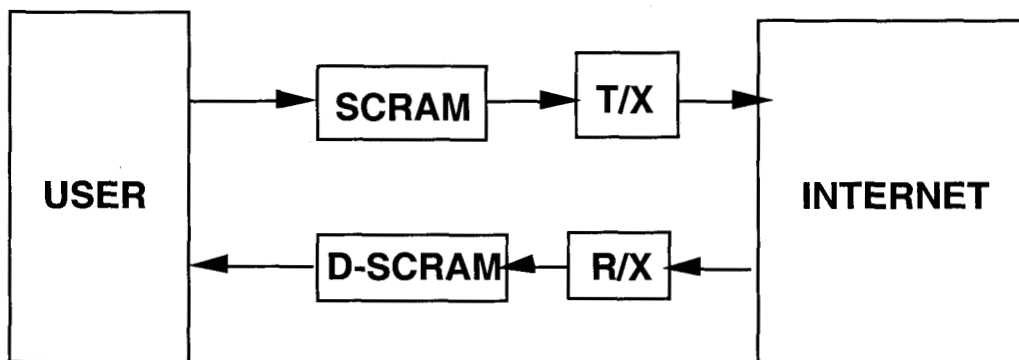 SCRAM
T/X
USER
INTERNET
D-SCRAM
R/X